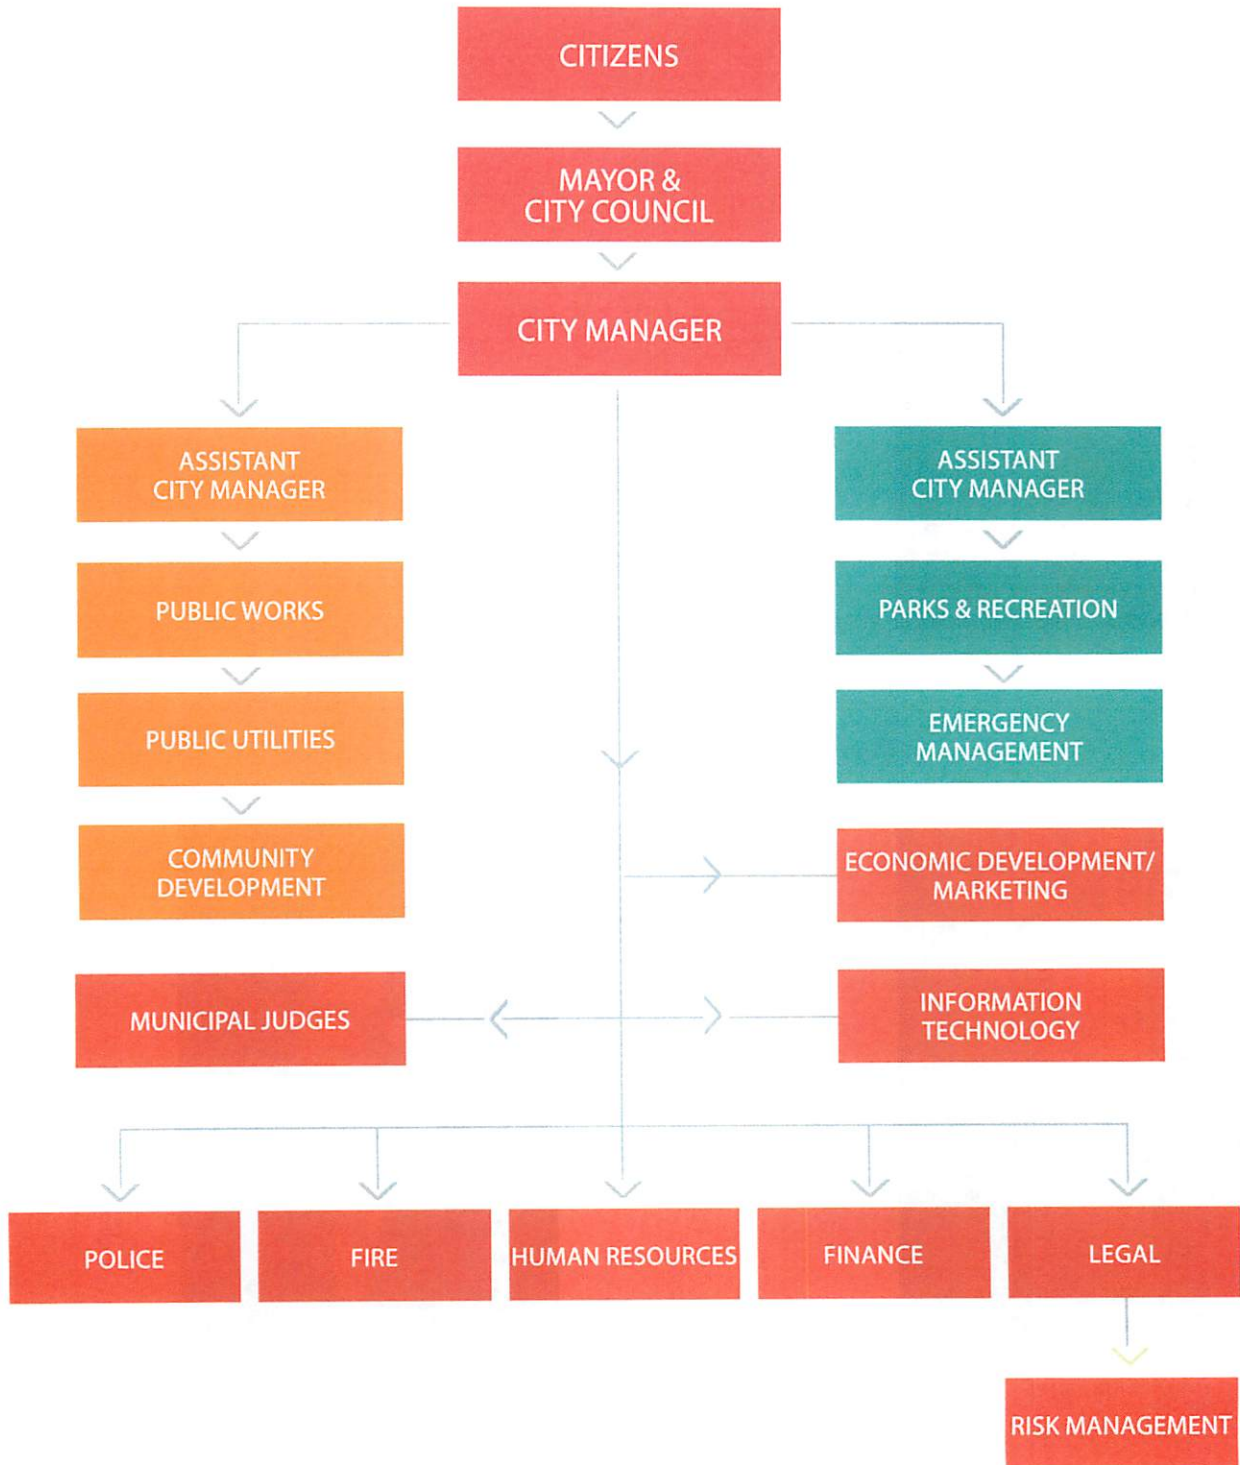 CITIZENS
MAYOR &
CITY COUNCIL
CITY MANAGER
ASSISTANT
CITY MANAGER
PUBLIC WORKS
PUBLIC UTILITIES
COMMUNITY
DEVELOPMENT
ASSISTANT
CITY MANAGER
PARKS & RECREATION
EMERGENCY
MANAGEMENT
ECONOMIC DEVELOPMENT/
MARKETING
MUNICIPAL JUDGES
INFORMATION
TECHNOLOGY
POLICE
FIRE
HUMAN RESOURCES
FINANCE
LEGAL
RISK MANAGEMENT